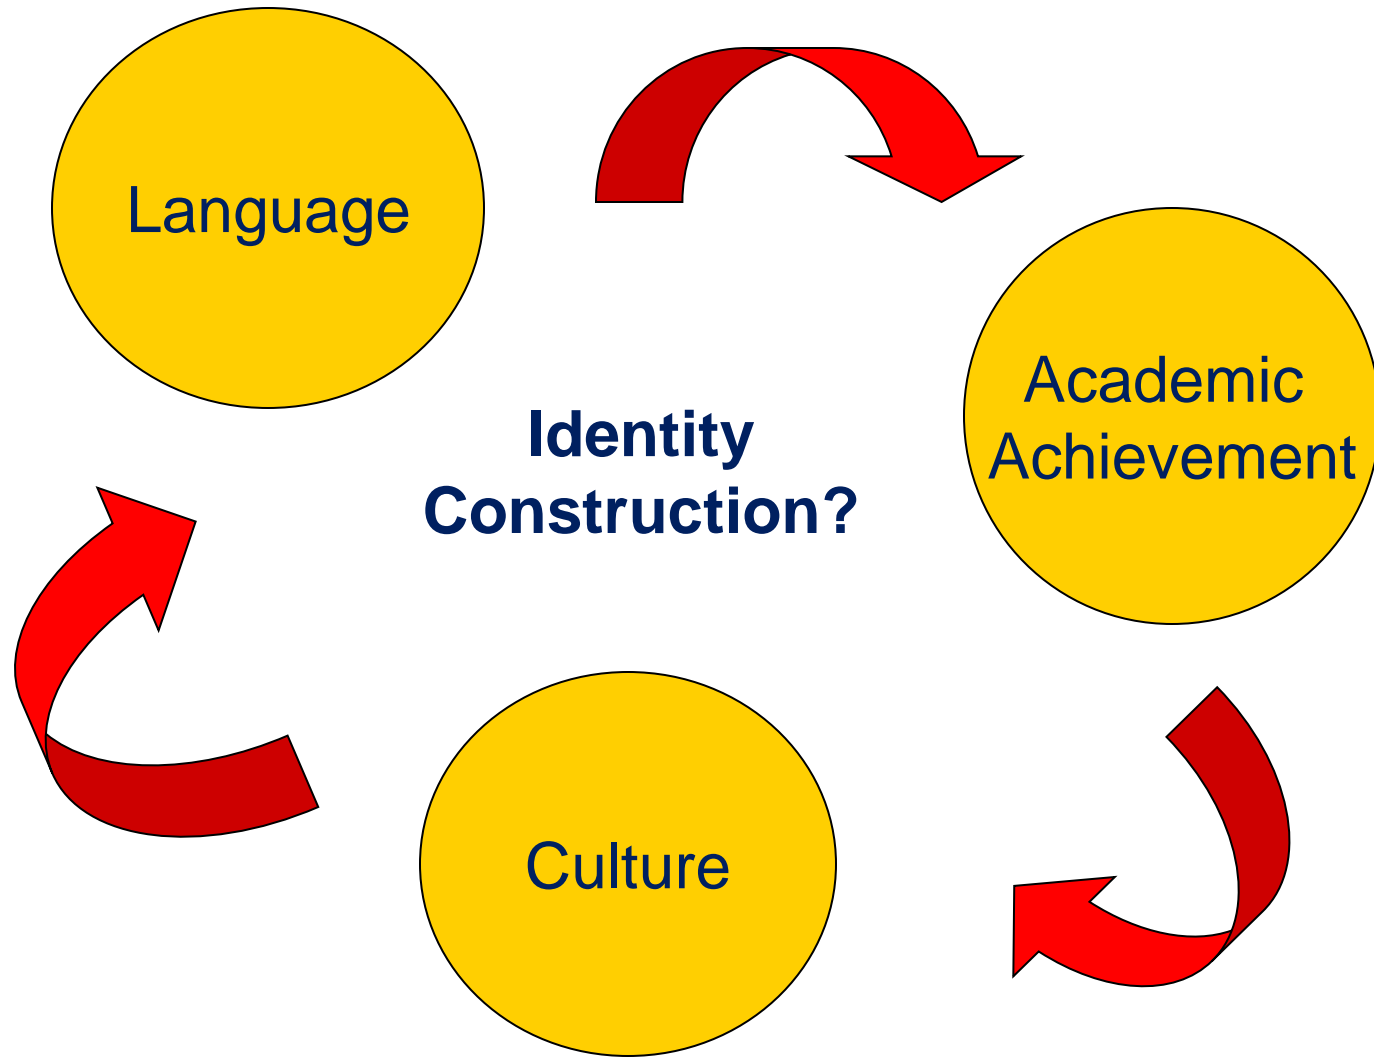 Language
Academic
Achievement
Identity
Construction?
Culture